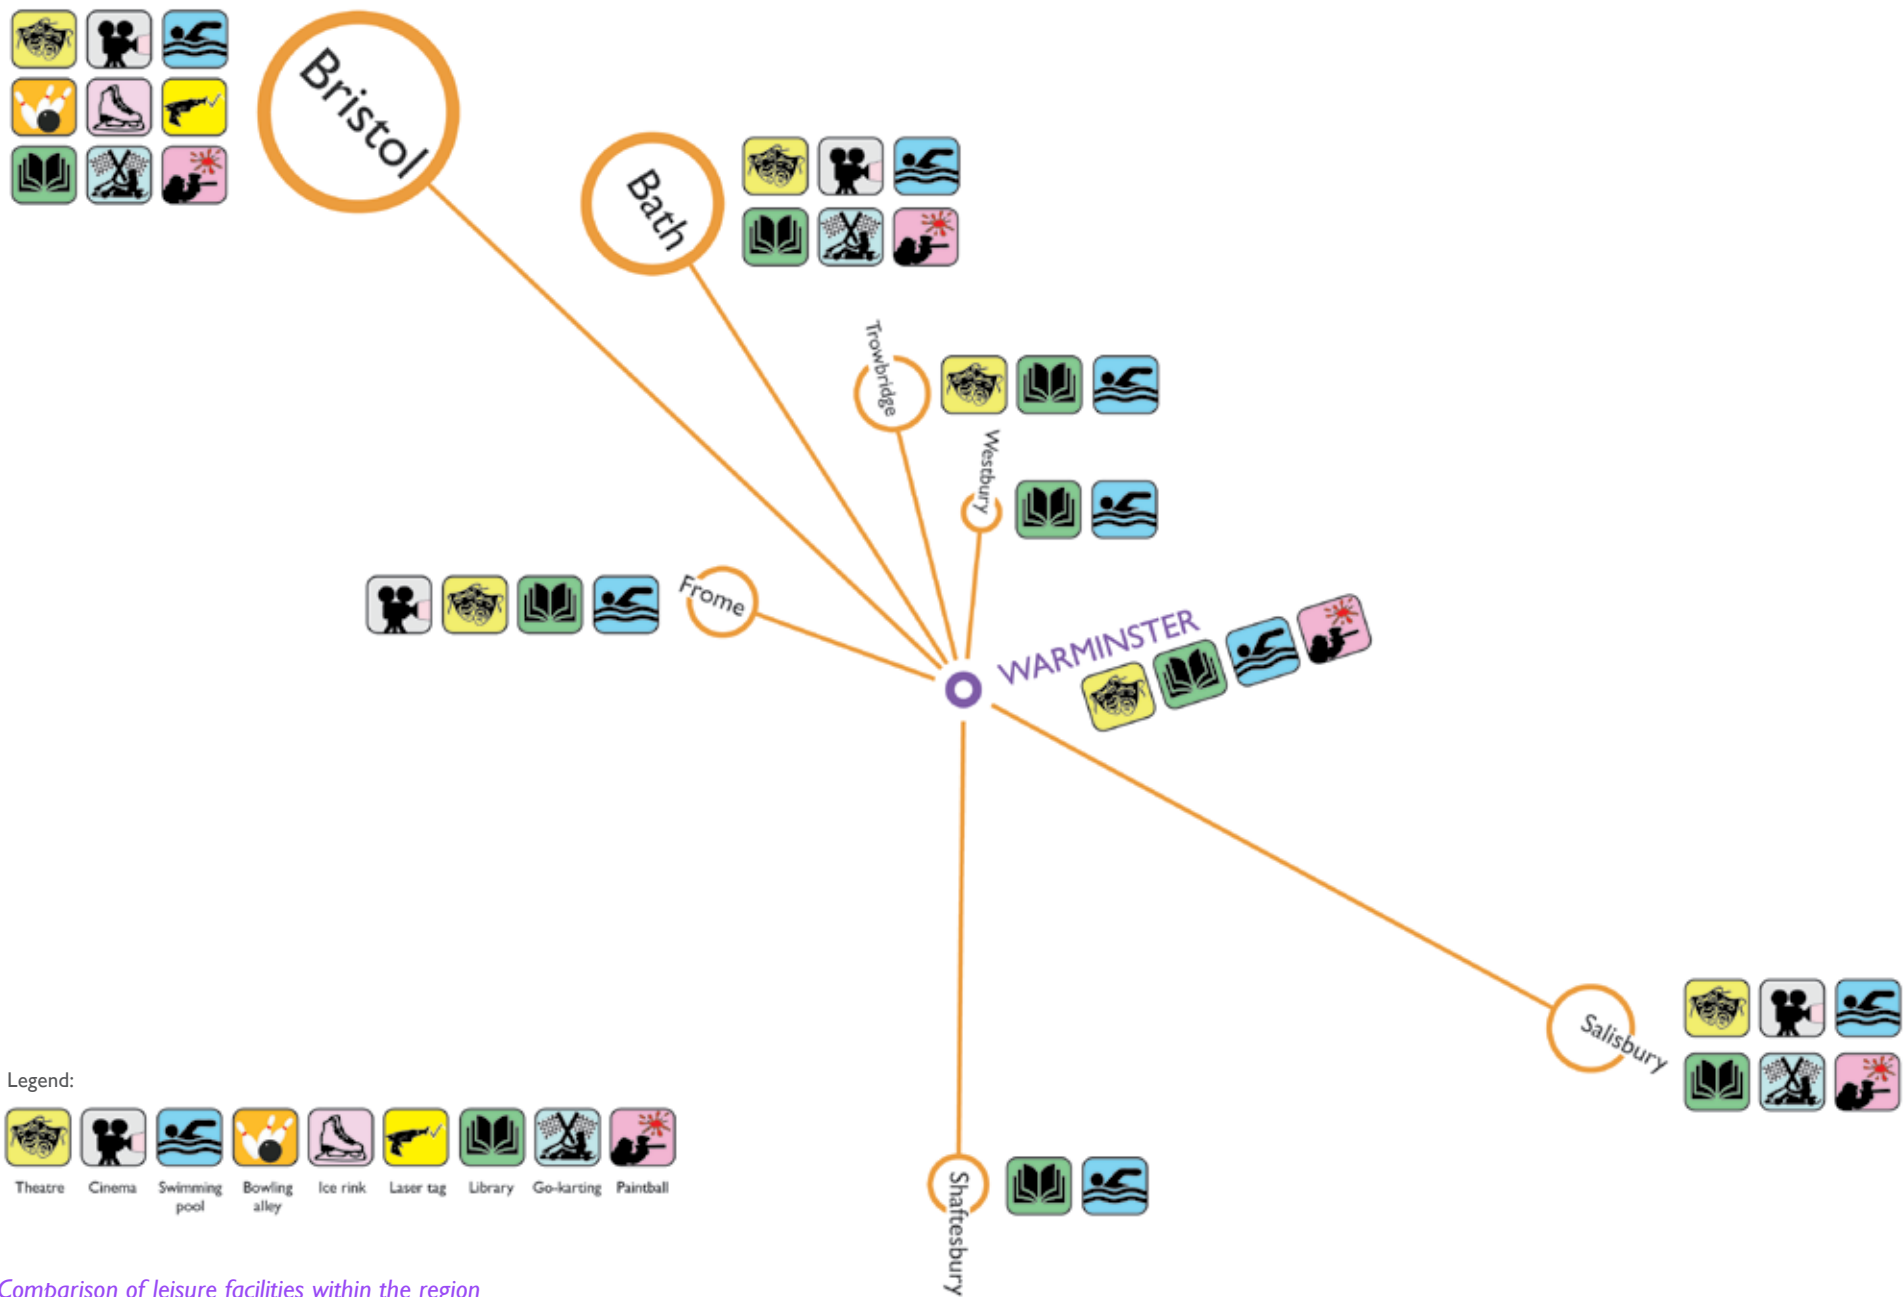 Bristol
Bath
Trowbridge
Westbury
Frome
WARMINSTER
Salisbury
Shaftesbury
Legend:
Theatre
Cinema
Swimming
pool
Bowling
alley
Ice rink
Laser tag
Library
Go-karting
Paintball
Comparison of leisure facilities within the region